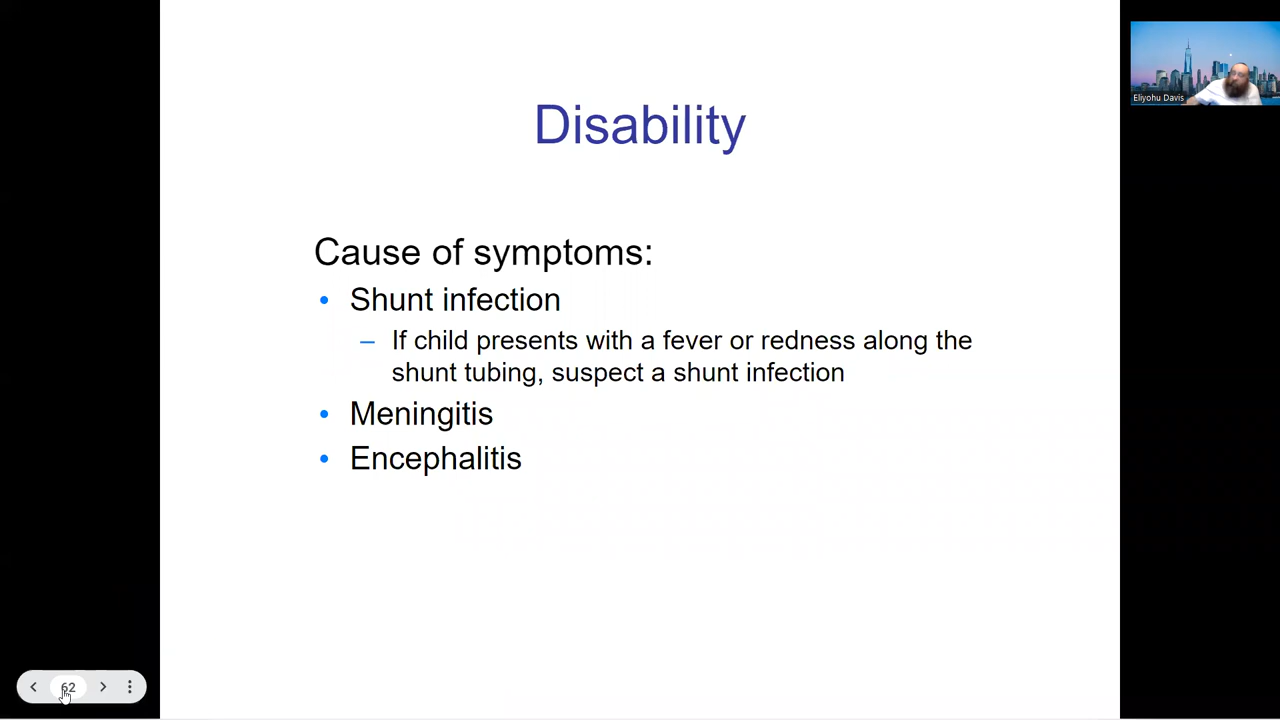 Disability
Eliyohu Davis
Cause of symptoms:
• Shunt infection
– If child presents with a fever or redness along the
shunt tubing, suspect a shunt infection
• Meningitis
• Encephalitis
62